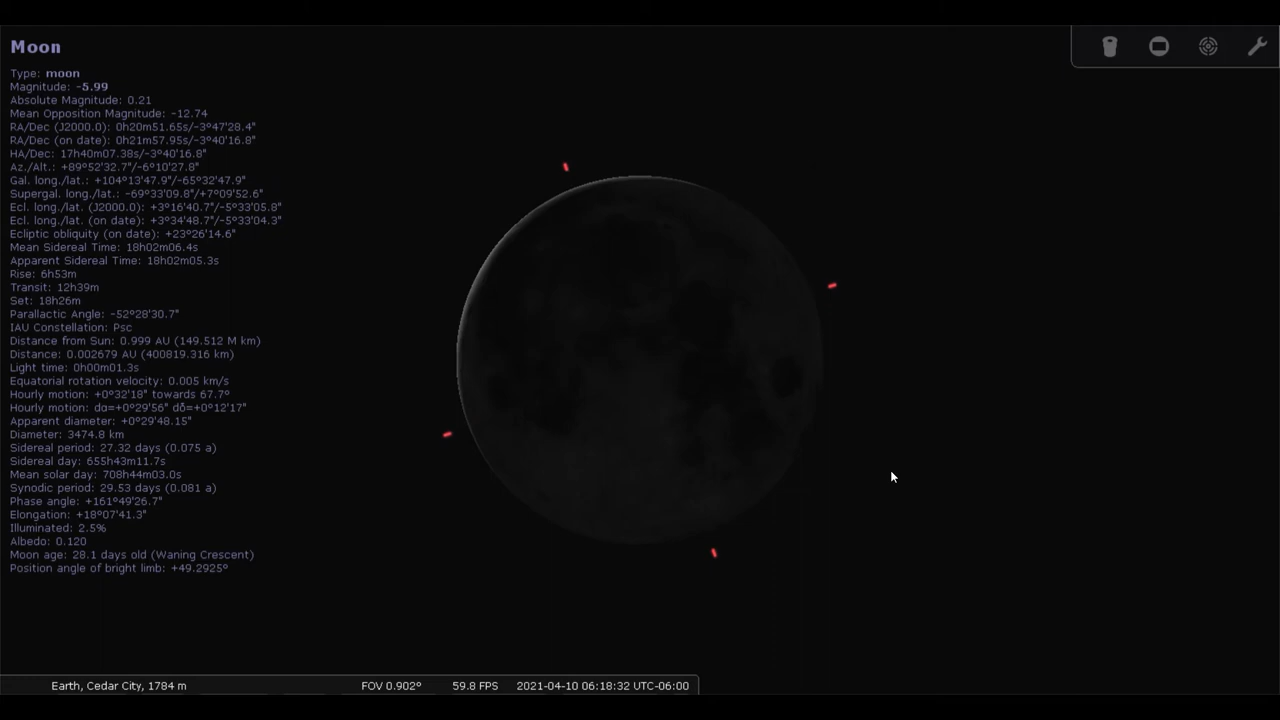 Moon
Type: moon
Magnitude: -5.99
Absolute Magnitude: 0.21
Mean Opposition Magnitude: -12.74
RA/Dec (J2000.0): 0h20m51.65s/-3°47'28.4"
RA/Dec (on date): 0h21m57.95s/-3°40'16.8"
HA/Dec: 17h40m07.38s/-3°40'16.8"
Az./Alt.: +89°52'32.7"/-6°10'27.8"
Gal. long./lat.: +104°13'47.9"/-65°32'47.9"
Supergal. long./lat.: -69°33'09.8"/+7°09'52.6"
Ecl. long./lat. (J2000.0): +3°16'40.7"/-5°33'05.8"
Ecl. long./lat. (on date): +3°34'48.7"/-5°33'04.3"
Ecliptic obliquity (on date): +23°26'14.6"
Mean Sidereal Time: 18h02m06.4s
Apparent Sidereal Time: 18h02m05.3s
Rise: 6h53m
Transit: 12h39m
Set: 18h26m
Parallactic Angle: -52°28'30.7"
IAU Constellation: Psc
Distance from Sun: 0.999 AU (149.512 M km)
Distance: 0.002679 AU (400819.316 km)
Light time: 0h00m01.3s
Equatorial rotation velocity: 0.005 km/s
Hourly motion: +0°32'18" towards 67.7°
Hourly motion: dα=+0°29'56" dδ=+0°12'17"
Apparent diameter: +0°29'48.15"
Diameter: 3474.8 km
Sidereal period: 27.32 days (0.075 a)
Sidereal day: 655h43m11.7s
Mean solar day: 708h44m03.0s
Synodic period: 29.53 days (0.081 a)
Phase angle: +161°49'26.7"
Elongation: +18°07'41.3"
Illuminated: 2.5%
Albedo: 0.120
Moon age: 28.1 days old (Waning Crescent)
Position angle of bright limb: +49.2925°
Earth, Cedar City, 1784 m FOV 0.902° 59.8 FPS 2021-04-10 06:18:32 UTC-06:00